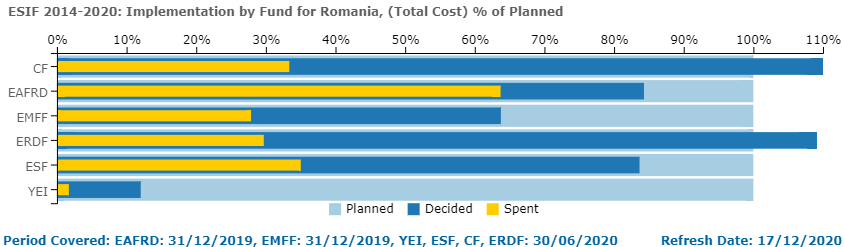 ESIF 2014-2020: Implementation by Fund for Romania, (Total Cost) % of Planned
0% 10% 20% 30% 40% 50% 60% 70% 80% 90% 100% 110%
CF
EAFRD
EMFF
ERDF
ESF
YEI
Planned Decided Spent
Period Covered: EAFRD: 31/12/2019, EMFF: 31/12/2019, YEI, ESF, CF, ERDF: 30/06/2020 Refresh Date: 17/12/2020